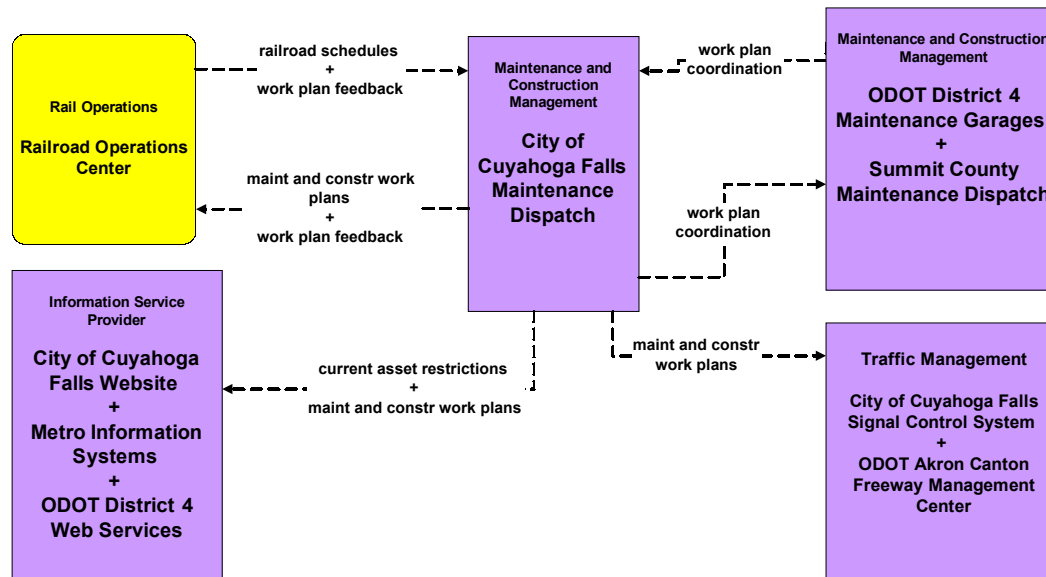 Rail Operations
Railroad Operations
Center
railroad schedules
+
work plan feedback
maint and constr work
plans
+
work plan feedback
Maintenance and
Construction
Management
City of
Cuyahoga Falls
Maintenance
Dispatch
work plan
coordination
work plan
coordination
Maintenance and Construction
Management
ODOT District 4
Maintenance Garages
+
Summit County
Maintenance Dispatch
Information Service
Provider
City of Cuyahoga
Falls Website
+
Metro Information
Systems
+
ODOT District 4
Web Services
current asset restrictions
+
maint and constr work plans
maint and constr
work plans
Traffic Management
City of Cuyahoga Falls
Signal Control System
+
ODOT Akron Canton
Freeway Management
Center